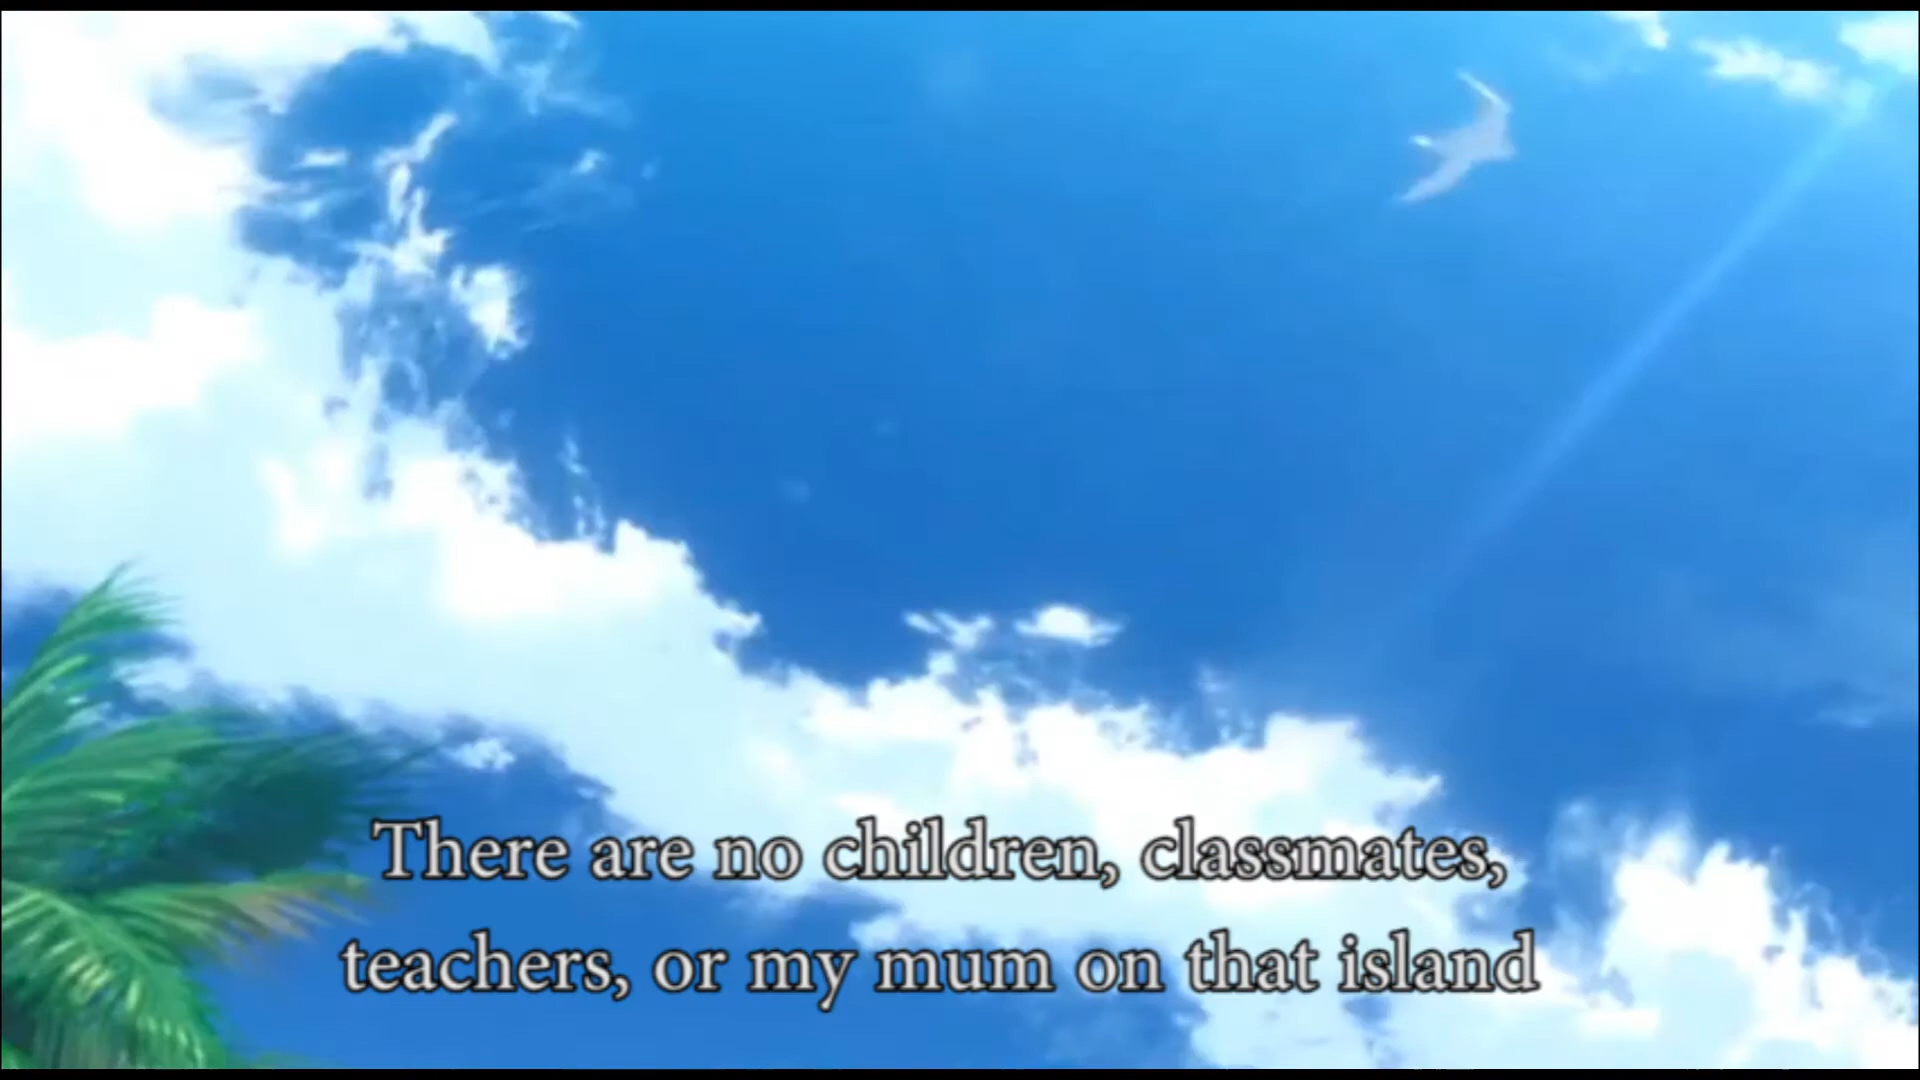 There are no children, classmates,
teachers, or my mum on that island